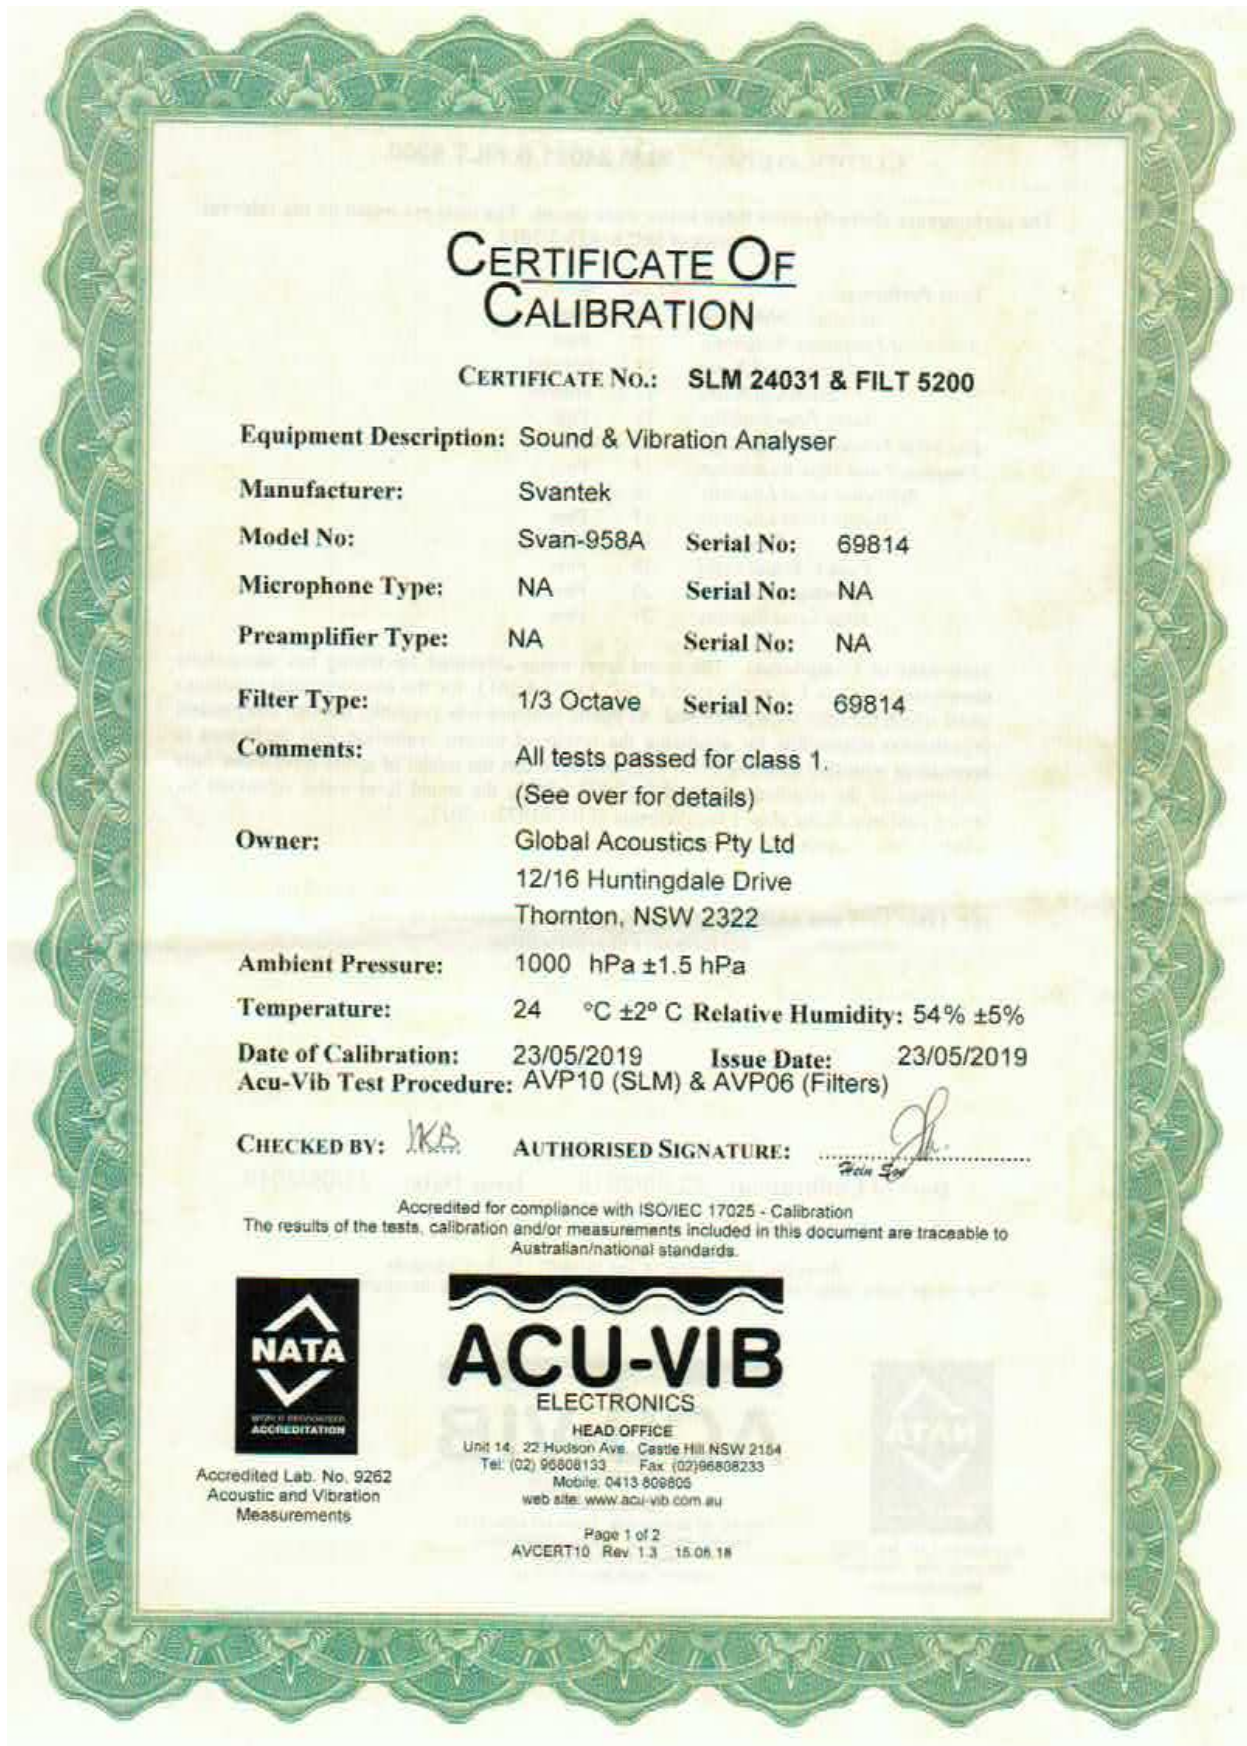 CERTIFICATE OF
CALIBRATION
CERTIFICATE NO.: SLM 24031 & FILT 5200
Equipment Description: Sound & Vibration Analyser
Manufacturer: Svantek
Model No: Svan-958A Serial No: 69814
Microphone Type: NA Serial No: NA
Preamplifier Type: NA Serial No: NA
Filter Type: 1/3 Octave Serial No: 69814
Comments: All tests passed for class 1.
(See over for details)
Owner: Global Acoustics Pty Ltd
12/16 Huntingdale Drive
Thornton, NSW 2322
Ambient Pressure: 1000 hPa ±1.5 hPa
Temperature: 24 °C ±2° C Relative Humidity: 54% ±5%
Date of Calibration: 23/05/2019 Issue Date: 23/05/2019
Acu-Vib Test Procedure: AVP10 (SLM) & AVP06 (Filters)
CHECKED BY: AUTHORISED SIGNATURE:
Hein Soe
Accredited for compliance with ISO/IEC 17025 - Calibration
The results of the tests, calibration and/or measurements included in this document are traceable to
Australian/national standards.
NATA
WORLD RECOGNISED
ACCREDITATION
Accredited Lab. No. 9262
Acoustic and Vibration
Measurements
ACU-VIB
ELECTRONICS
HEAD OFFICE
Unit 14, 22 Hudson Ave. Castle Hill NSW 2154
Tel: (02) 96808133 Fax: (02)96808233
Mobile: 0413 809806
web site: www.acu-vib.com.au
Page 1 of 2
AVCERT10 Rev. 1.3 15.05.18